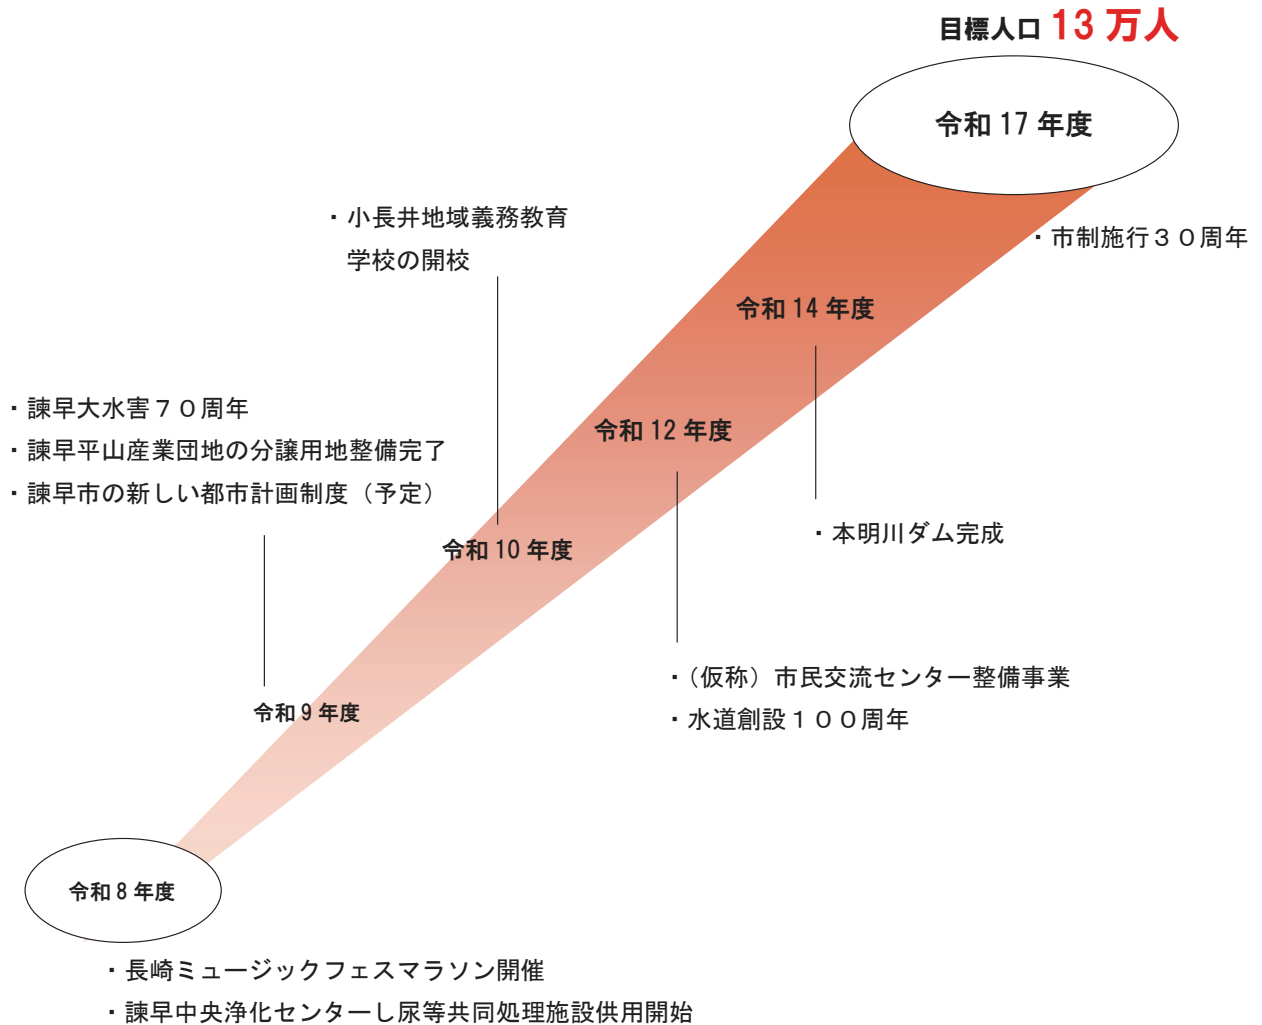 目標人口 13 万人
令和 17 年度
・小長井地域義務教育
学校の開校
・市制施行３０周年
令和 14 年度
・諫早大水害７０周年
・諫早平山産業団地の分譲用地整備完了
・諫早市の新しい都市計画制度（予定）
令和 12 年度
・本明川ダム完成
令和 10 年度
・（仮称）市民交流センター整備事業
・水道創設１００周年
令和 9 年度
令和 8 年度
・長崎ミュージックフェスマラソン開催
・諫早中央浄化センターし尿等共同処理施設供用開始